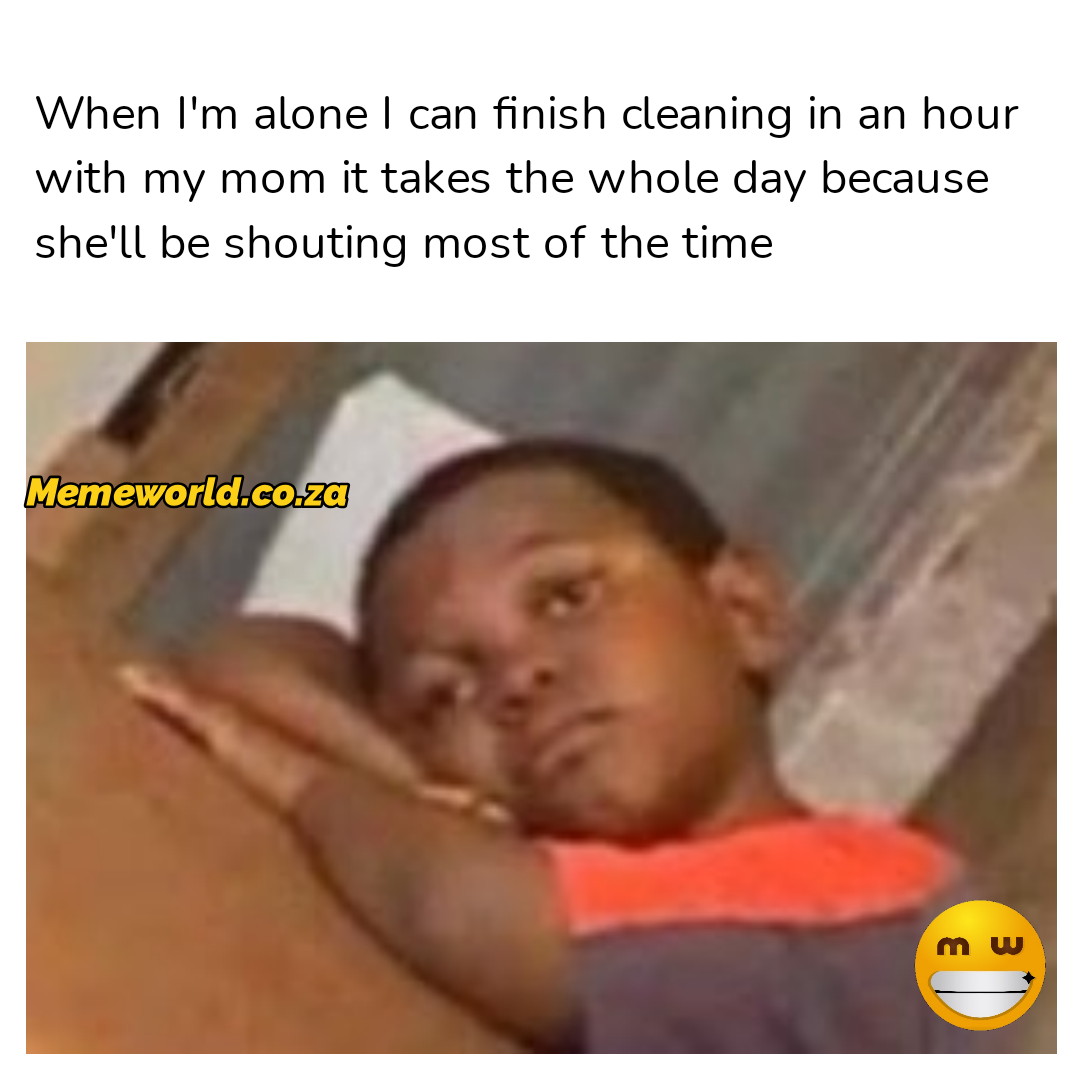 When I'm alone I can finish cleaning in an hour
with my mom it takes the whole day because
she'll be shouting most of the time
Memeworld.co.za
m w